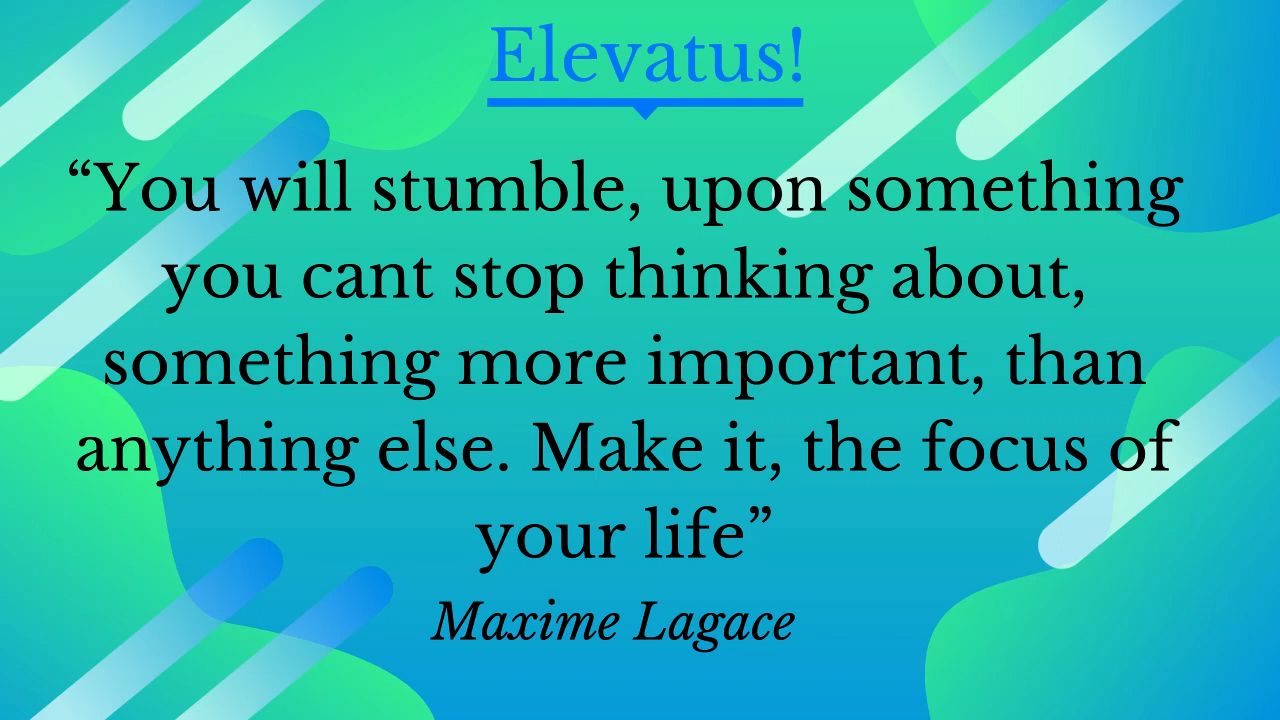 Elevatus!
“You will stumble, upon something
you cant stop thinking about,
something more important, than
anything else. Make it, the focus of
your life”
Maxime Lagace